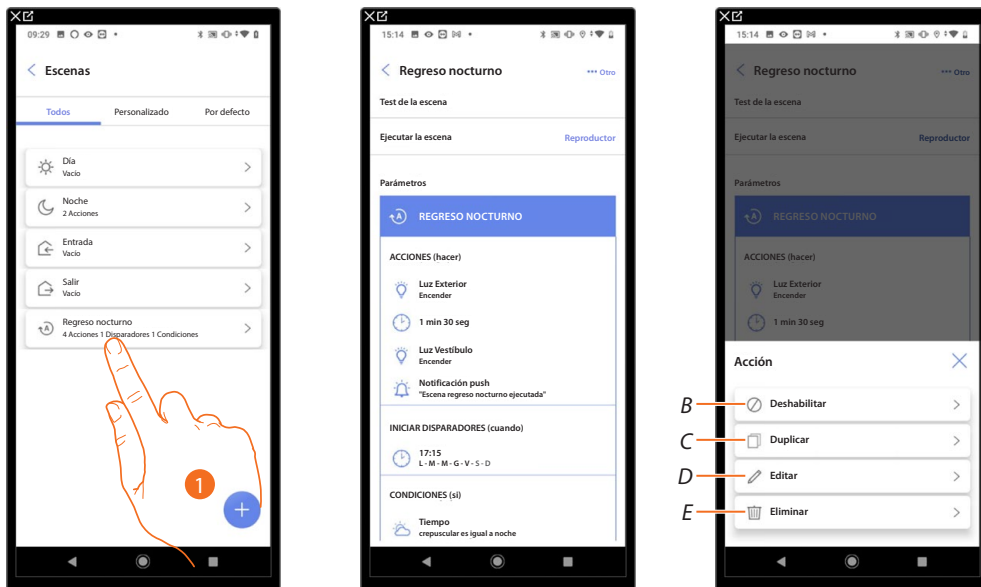 09:29
Escenas
Todos Personalizado Por defecto
Día
Vacío
Noche
2 Acciones
Entrada
Vacío
Salir
Vacío
Regreso nocturno
4 Acciones 1 Disparadores 1 Condiciones
1
+
15:14
Regreso nocturno ••• Otro
Test de la escena
Ejecutar la escena Reproductor
Parámetros
A REGRESO NOCTURNO
ACCIONES (hacer)
Luz Exterior
Encender
1 min 30 seg
Luz Vestíbulo
Encender
Notificación push
"Escena regreso nocturno ejecutada"
INICIAR DISPARADORES (cuando)
17:15
L - M - M - G - V - S - D
CONDICIONES (si)
Tiempo
crepuscular es igual a noche
15:14
Regreso nocturno ••• Otro
Test de la escena
Ejecutar la escena Reproductor
Parámetros
A REGRESO NOCTURNO
ACCIONES (hacer)
Luz Exterior
Encender
1 min 30 seg
Acción
B Deshabilitar
C Duplicar
D Editar
E Eliminar